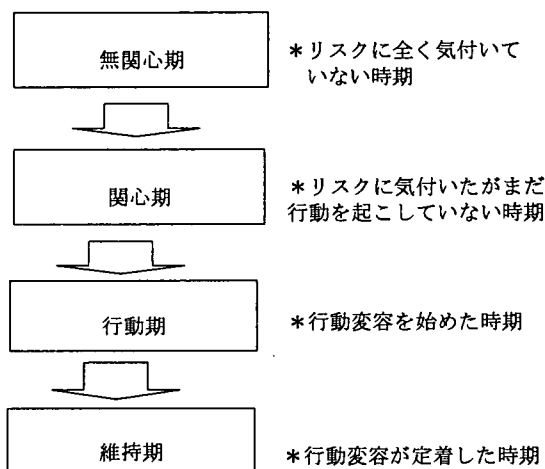 無関心期
＊リスクに全く気付いて
いない時期
関心期
＊リスクに気付いたがまだ
行動を起こしていない時期
行動期
＊行動変容を始めた時期
維持期
＊行動変容が定着した時期